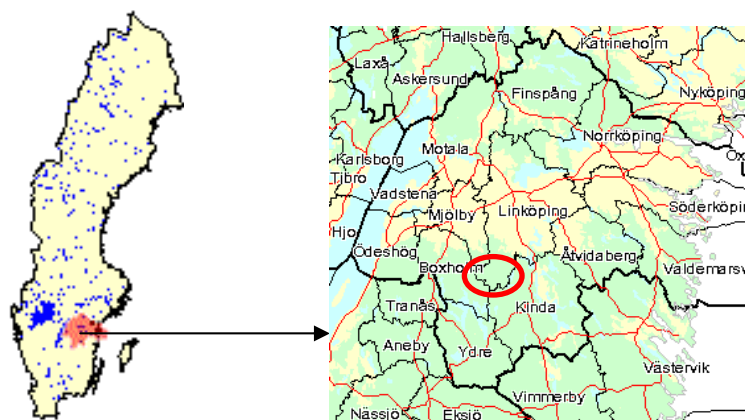 Hallsberg
Katrineholm
Laxå
Askersund
Finspång
Nyköping
Norrköping
Motala
Karlsborg
Tibro
Vadstena
Linköping
Söderköpin
Mjölby
Hjo
Ödeshög
Åtvidaberg
Boxholm
Valdemarsv
Tranås
Kinda
Aneby
Ydre
Västervik
Vimmerby
Nässjö
Eksjö